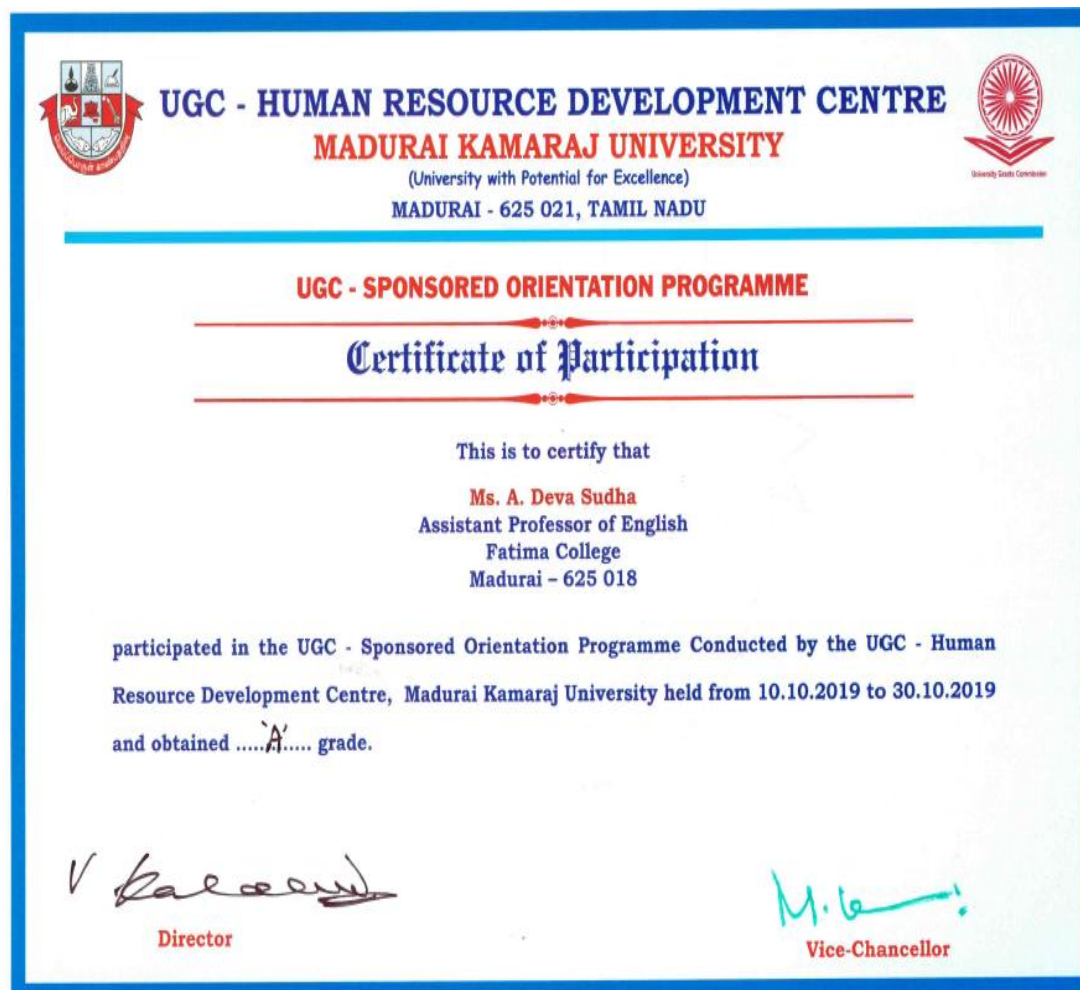 UGC - HUMAN RESOURCE DEVELOPMENT CENTRE
MADURAI KAMARAJ UNIVERSITY
(University with Potential for Excellence)
MADURAI - 625 021, TAMIL NADU
University Grants Commission
UGC - SPONSORED ORIENTATION PROGRAMME
Certificate of Participation
This is to certify that
Ms. A. Deva Sudha
Assistant Professor of English
Fatima College
Madurai – 625 018
participated in the UGC - Sponsored Orientation Programme Conducted by the UGC - Human
Resource Development Centre, Madurai Kamaraj University held from 10.10.2019 to 30.10.2019
and obtained .....'A'..... grade.
Director
Vice-Chancellor